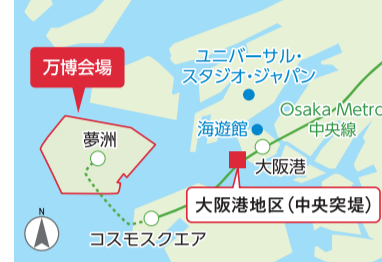 万博会場
ユニバーサル・
スタジオ・ジャパン
Osaka Metro
中央線
海遊館
夢洲
大阪港
大阪港地区(中央突堤)
コスモスクエア
N